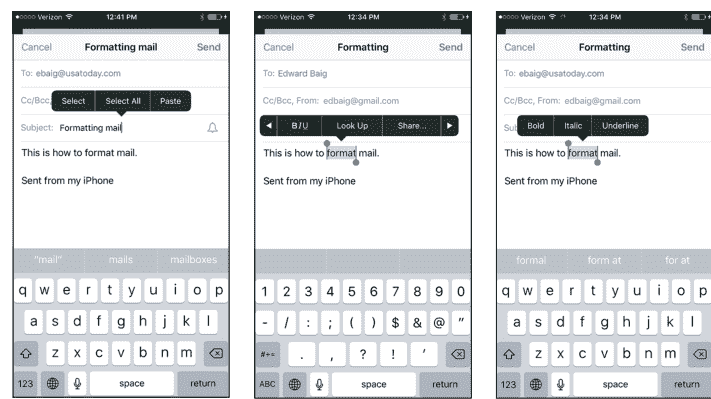 Verizon 12:41 PM
Cancel Formatting mail Send
To: ebaig@usatoday.com
Cc/Bcc,
Select Select All Paste
Subject: Formatting mail
This is how to format mail.
Sent from my iPhone
"mail" mails mailboxes
q w e r t y u i o p
a s d f g h j k l
z x c v b n m
123 space return
Verizon 12:34 PM
Cancel Formatting Send
To: Edward Baig
Cc/Bcc, From: edbaig@gmail.com
B I U Look Up Share...
This is how to format mail.
Sent from my iPhone
1 2 3 4 5 6 7 8 9 0
- / : ; ( ) $ & @ "
#+= . , ? ! '
ABC space return
Verizon 12:34 PM
Cancel Formatting Send
To: ebaig@usatoday.com
Cc/Bcc, From: edbaig@gmail.com
Sub
Bold Italic Underline
This is how to format mail.
Sent from my iPhone
formal form at for at
q w e r t y u i o p
a s d f g h j k l
z x c v b n m
123 space return